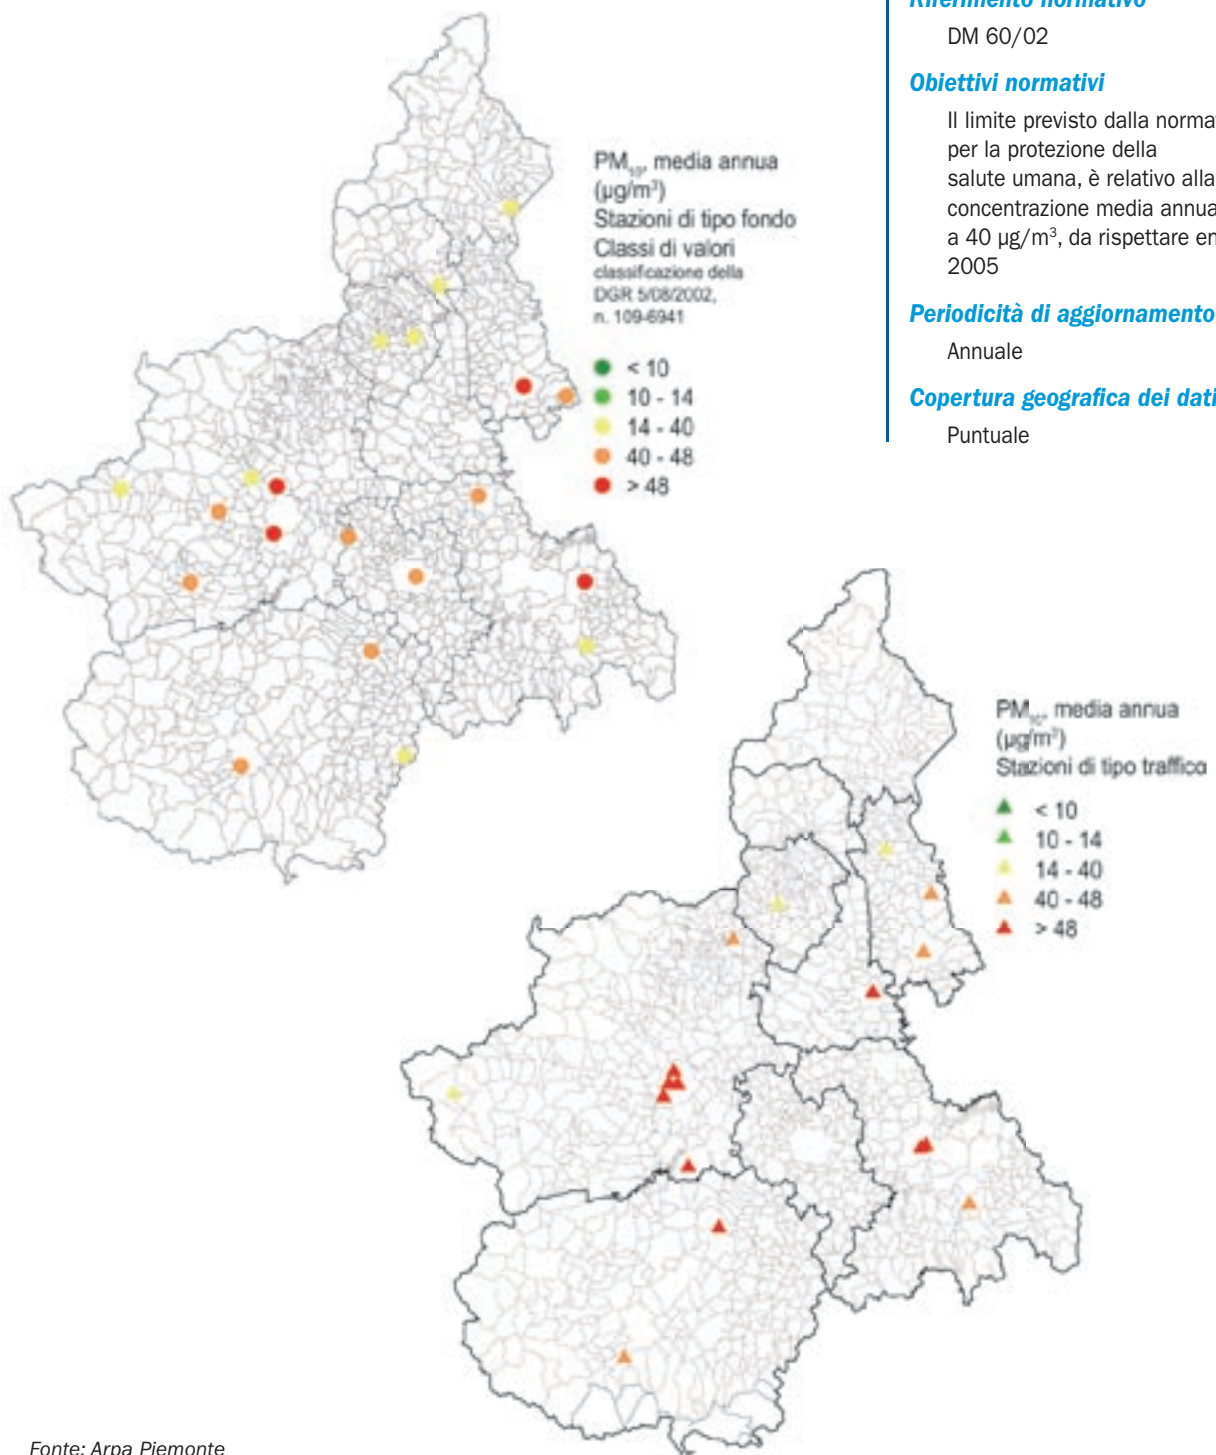 Riferimento normativo
DM 60/02
Obiettivi normativi
Il limite previsto dalla norma
per la protezione della
salute umana, è relativo alla
concentrazione media annua
a 40 µg/m³, da rispettare en
2005
Periodicità di aggiornamento
Annuale
Copertura geografica dei dati
Puntuale
PM₁₀, media annua
(µg/m³)
Stazioni di tipo fondo
Classi di valori
classificazione della
DGR 5/08/2002,
n. 109-6941
< 10
10 - 14
14 - 40
40 - 48
> 48
PM₁₀, media annua
(µg/m³)
Stazioni di tipo traffico
< 10
10 - 14
14 - 40
40 - 48
> 48
Fonte: Arpa Piemonte